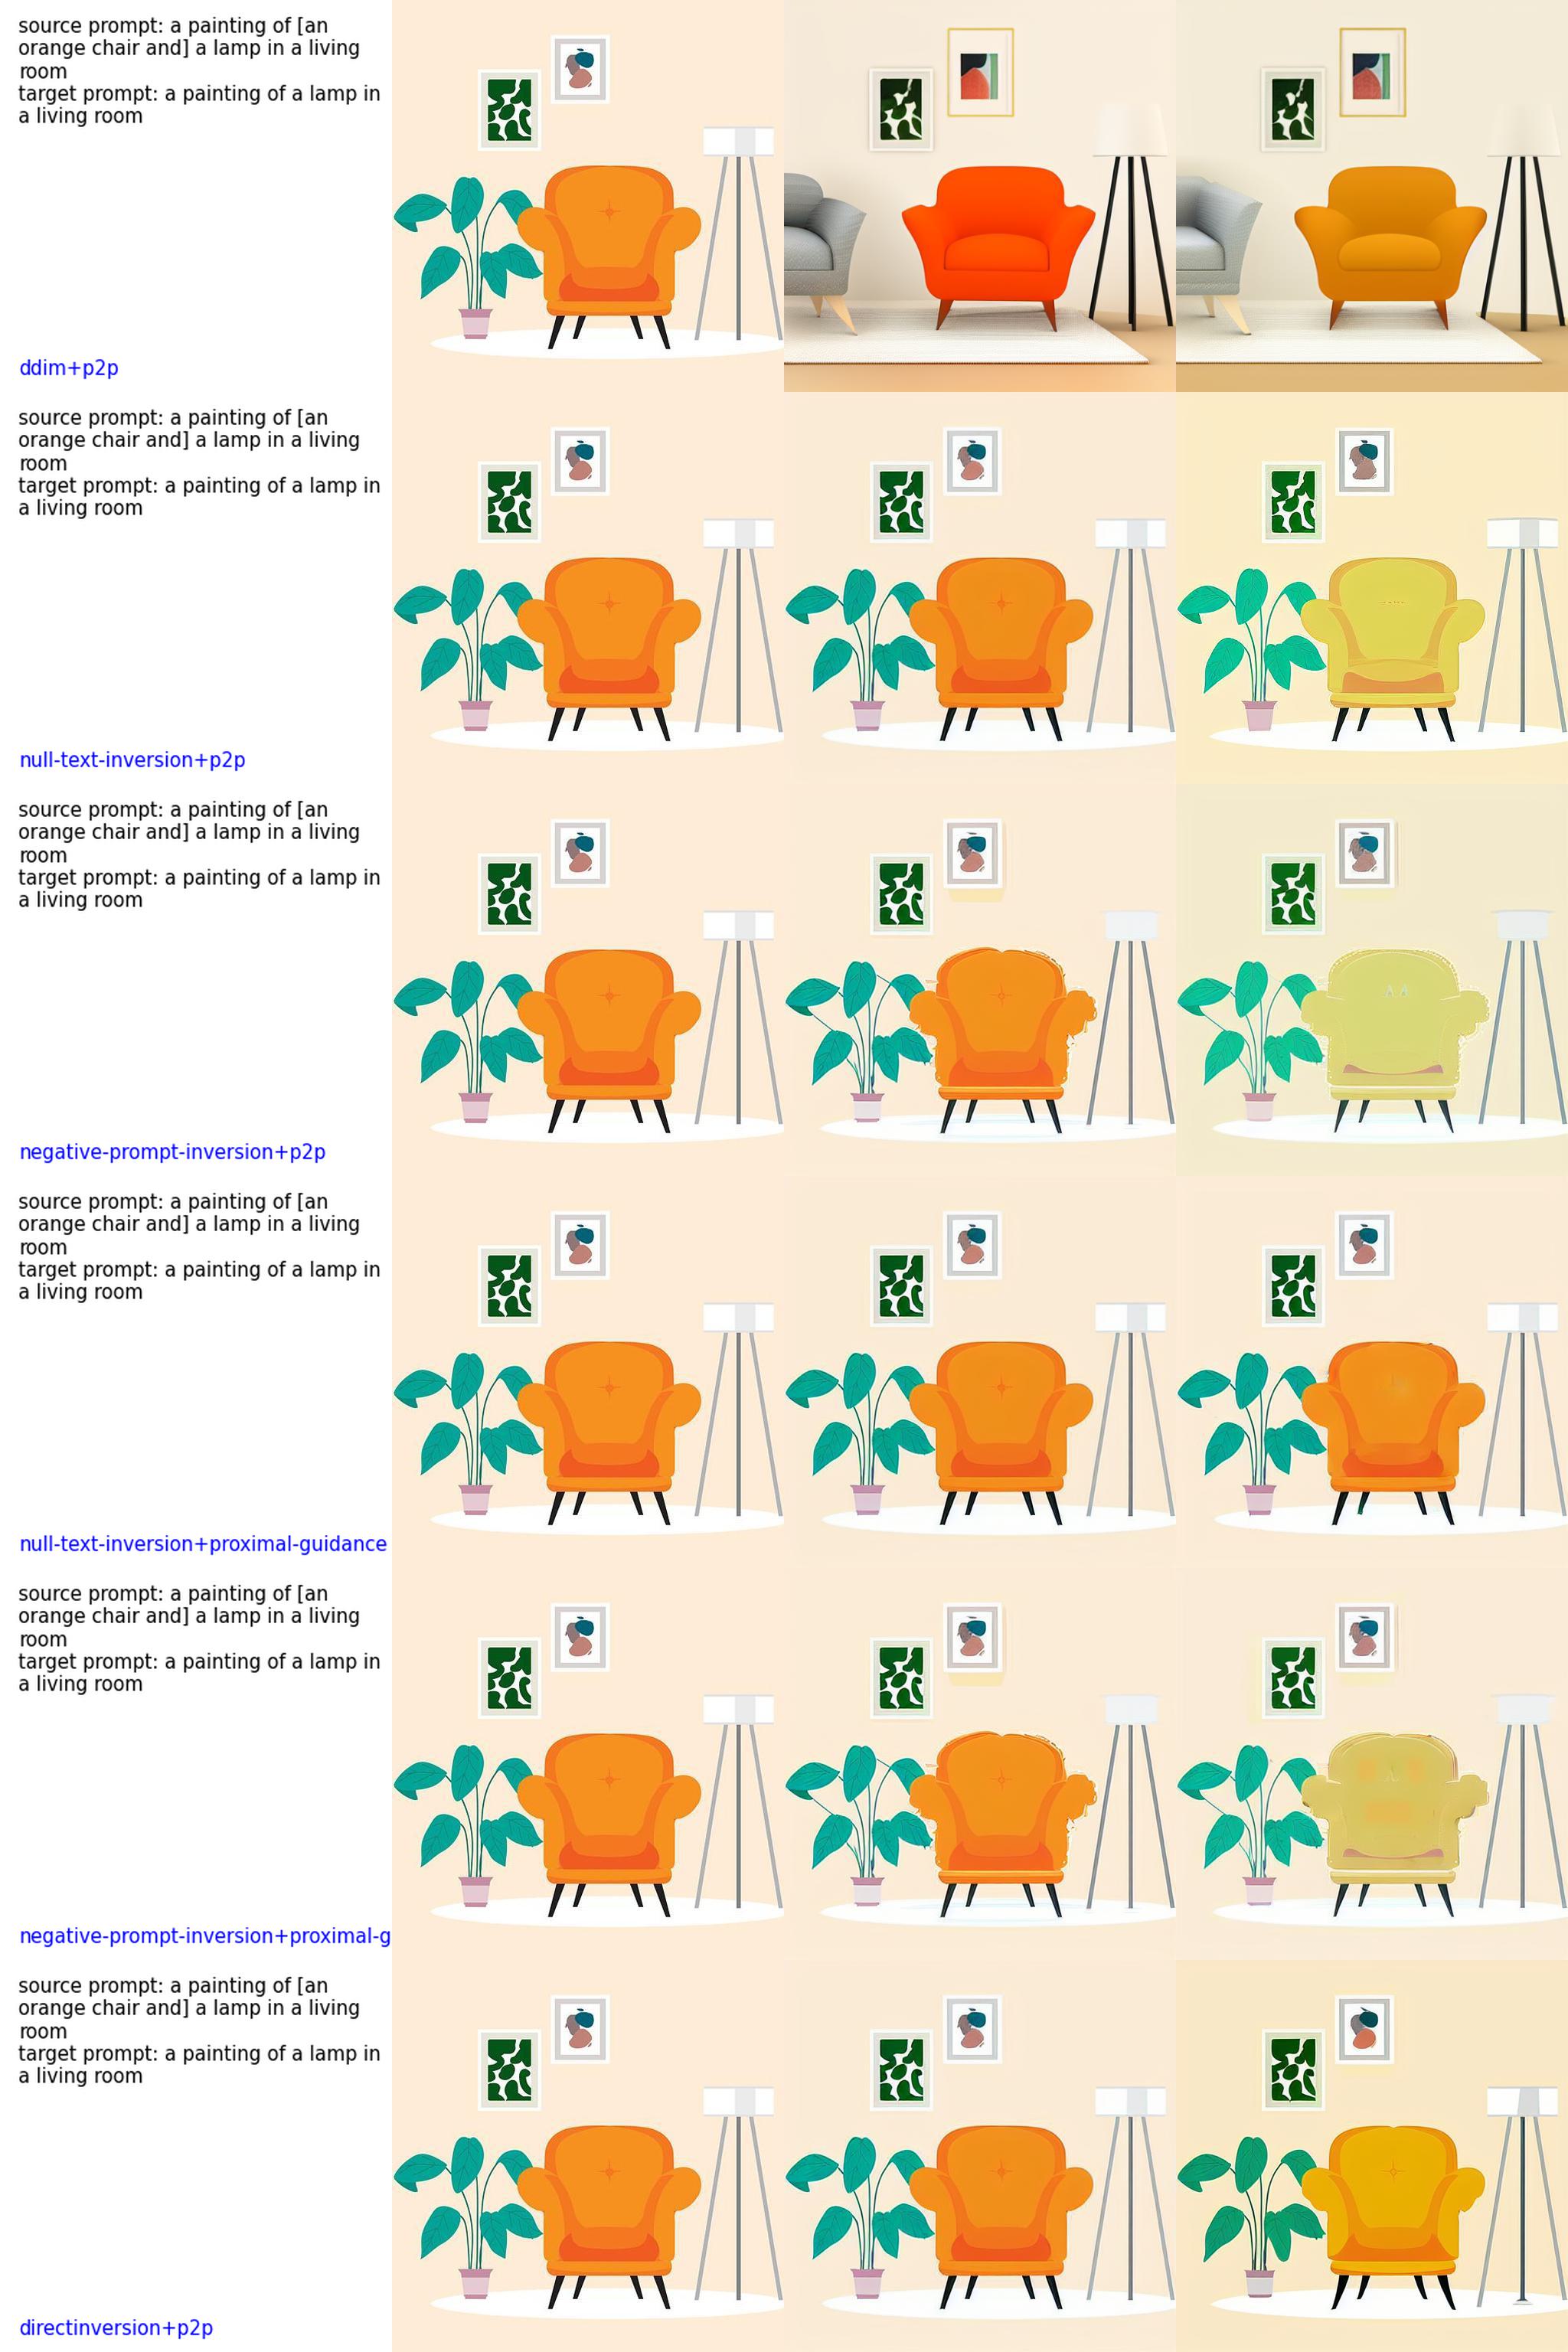 source prompt: a painting of [an
orange chair and] a lamp in a living
room
target prompt: a painting of a lamp in
a living room
ddim+p2p
source prompt: a painting of [an
orange chair and] a lamp in a living
room
target prompt: a painting of a lamp in
a living room
null-text-inversion+p2p
source prompt: a painting of [an
orange chair and] a lamp in a living
room
target prompt: a painting of a lamp in
a living room
negative-prompt-inversion+p2p
source prompt: a painting of [an
orange chair and] a lamp in a living
room
target prompt: a painting of a lamp in
a living room
null-text-inversion+proximal-guidance
source prompt: a painting of [an
orange chair and] a lamp in a living
room
target prompt: a painting of a lamp in
a living room
negative-prompt-inversion+proximal-g
source prompt: a painting of [an
orange chair and] a lamp in a living
room
target prompt: a painting of a lamp in
a living room
directinversion+p2p